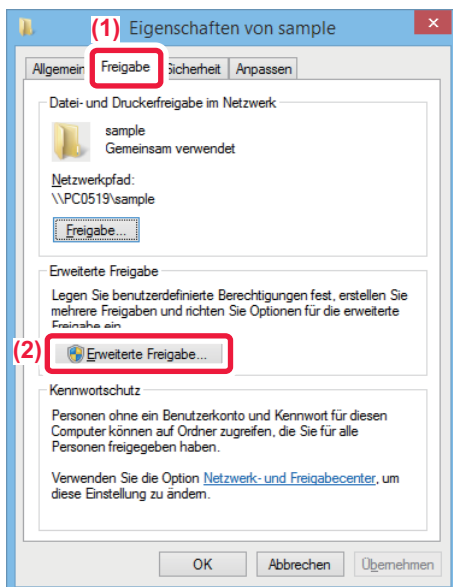 (1)
Eigenschaften von sample
Allgemein Freigabe Sicherheit Anpassen
Datei- und Druckerfreigabe im Netzwerk
sample
Gemeinsam verwendet
Netzwerkpfad:
\\PC0519\sample
Freigabe...
Erweiterte Freigabe
Legen Sie benutzerdefinierte Berechtigungen fest, erstellen Sie
mehrere Freigaben und richten Sie Optionen für die erweiterte
Freigabe ein.
(2)
Erweiterte Freigabe...
Kennwortschutz
Personen ohne ein Benutzerkonto und Kennwort für diesen
Computer können auf Ordner zugreifen, die Sie für alle
Personen freigegeben haben.
Verwenden Sie die Option Netzwerk- und Freigabecenter, um
diese Einstellung zu ändern.
OK Abbrechen Übernehmen